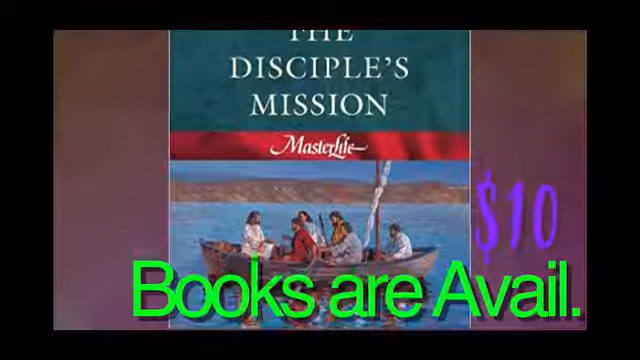 THE
DISCIPLE'S
MISSION
MasterLife
$10
Books are Avail.